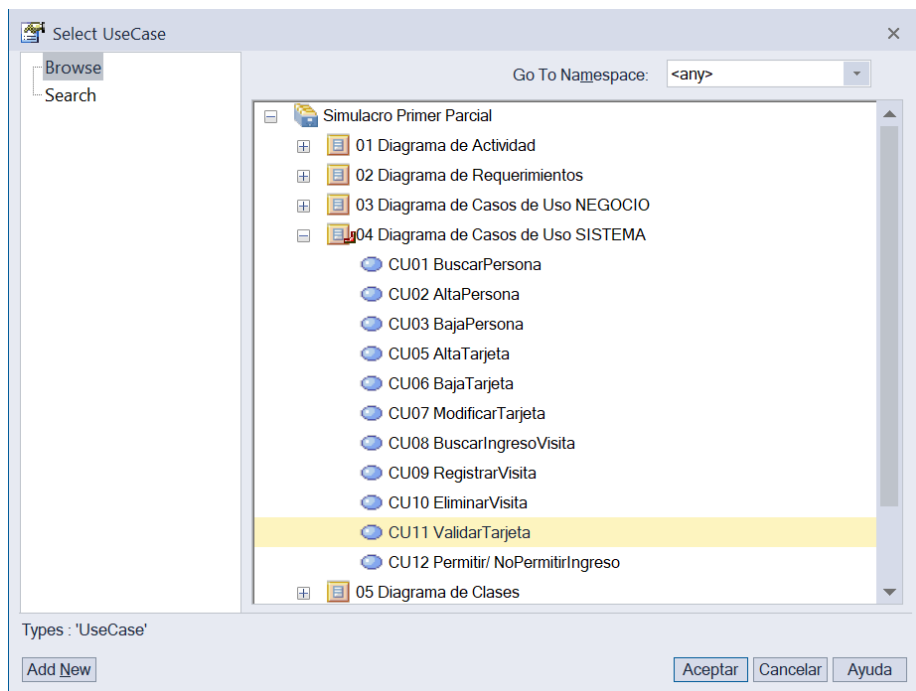 Select UseCase
Browse
Search
Go To Namespace: <any>
Simulacro Primer Parcial
01 Diagrama de Actividad
02 Diagrama de Requerimientos
03 Diagrama de Casos de Uso NEGOCIO
04 Diagrama de Casos de Uso SISTEMA
CU01 BuscarPersona
CU02 AltaPersona
CU03 BajaPersona
CU05 AltaTarjeta
CU06 BajaTarjeta
CU07 ModificarTarjeta
CU08 BuscarIngresoVisita
CU09 RegistrarVisita
CU10 EliminarVisita
CU11 ValidarTarjeta
CU12 Permitir/ NoPermitirIngreso
05 Diagrama de Clases
Types : 'UseCase'
Add New Aceptar Cancelar Ayuda